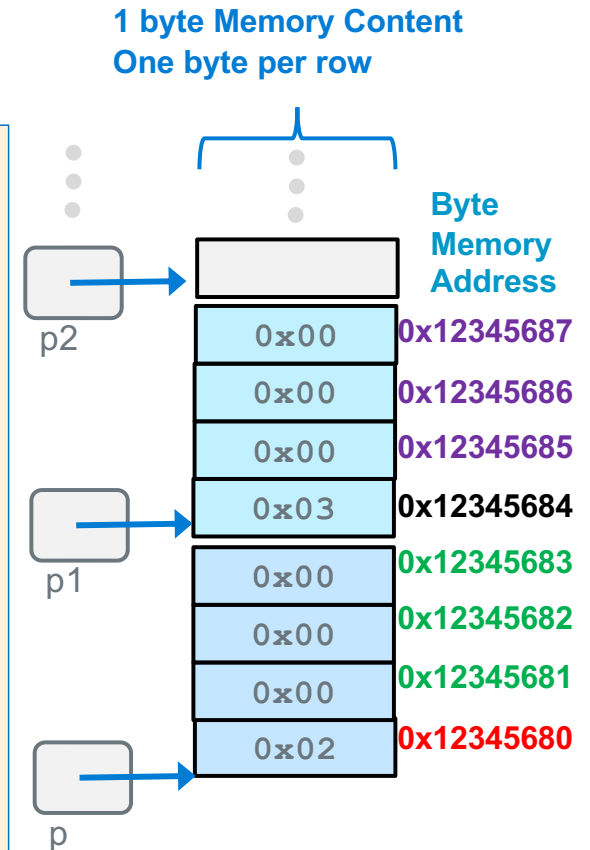 1 byte Memory Content
One byte per row
Byte
Memory
Address
p2
0x00 0x12345687
0x00 0x12345686
0x00 0x12345685
0x03 0x12345684
p1
0x00 0x12345683
0x00 0x12345682
0x00 0x12345681
0x02 0x12345680
p